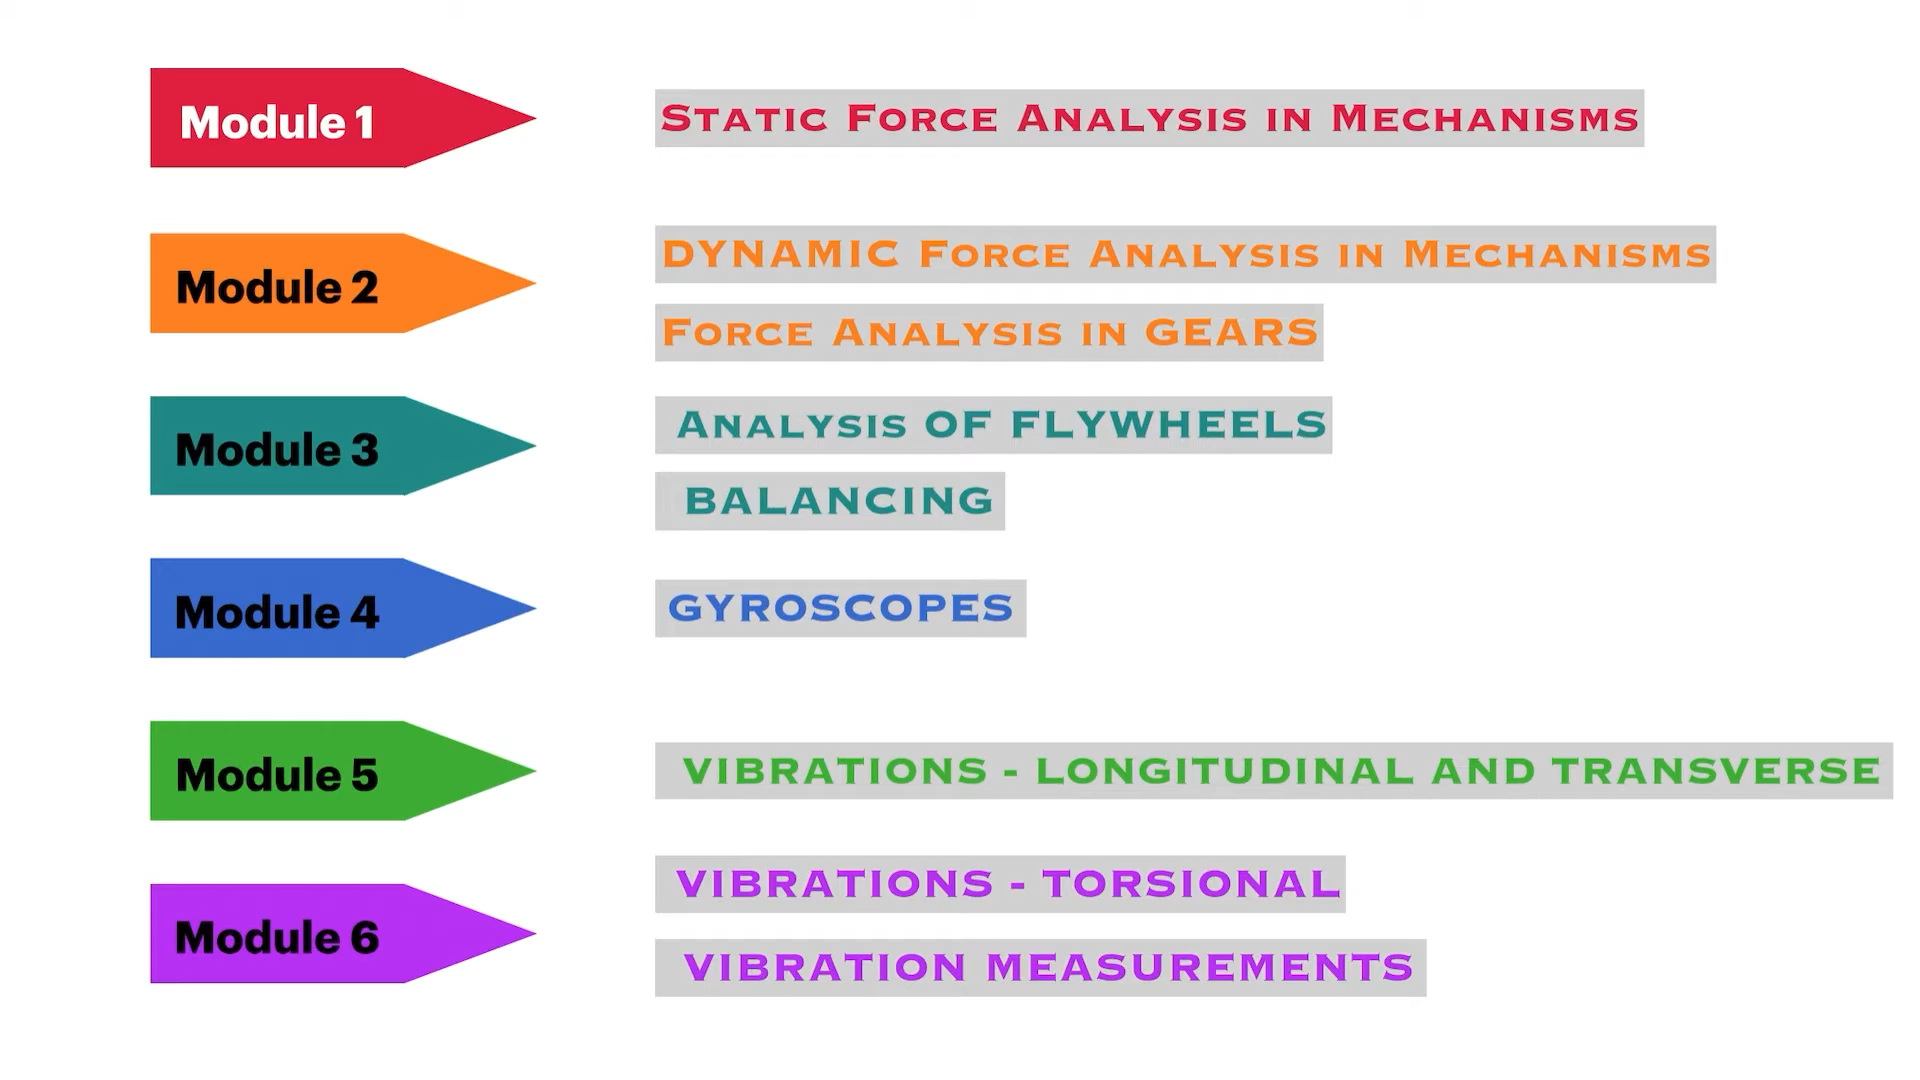 Module 1
Static Force Analysis in Mechanisms
Module 2
DYNAMIC Force Analysis in Mechanisms
Force Analysis in GEARS
Module 3
Analysis OF FLYWHEELS
BALANCING
Module 4
GYROSCOPES
Module 5
VIBRATIONS - LONGITUDINAL AND TRANSVERSE
Module 6
VIBRATIONS - TORSIONAL
VIBRATION MEASUREMENTS